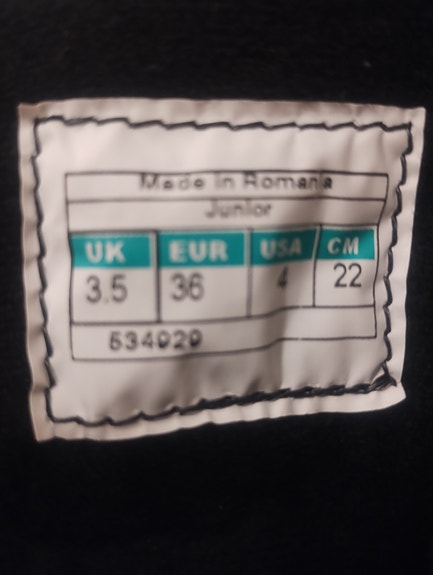 Made in Romania
Junior
UK EUR USA CM
3.5 36 4 22
534929